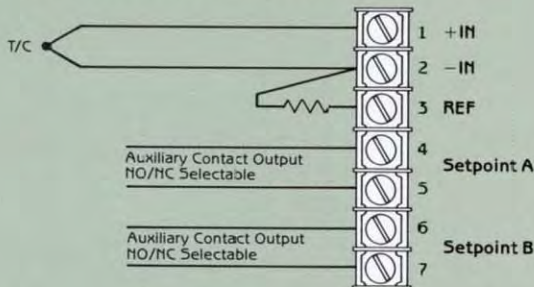 T/C
1 +IN
2 −IN
3 REF
4
Auxiliary Contact Output
NO/NC Selectable
Setpoint A
5
6
Auxiliary Contact Output
NO/NC Selectable
Setpoint B
7